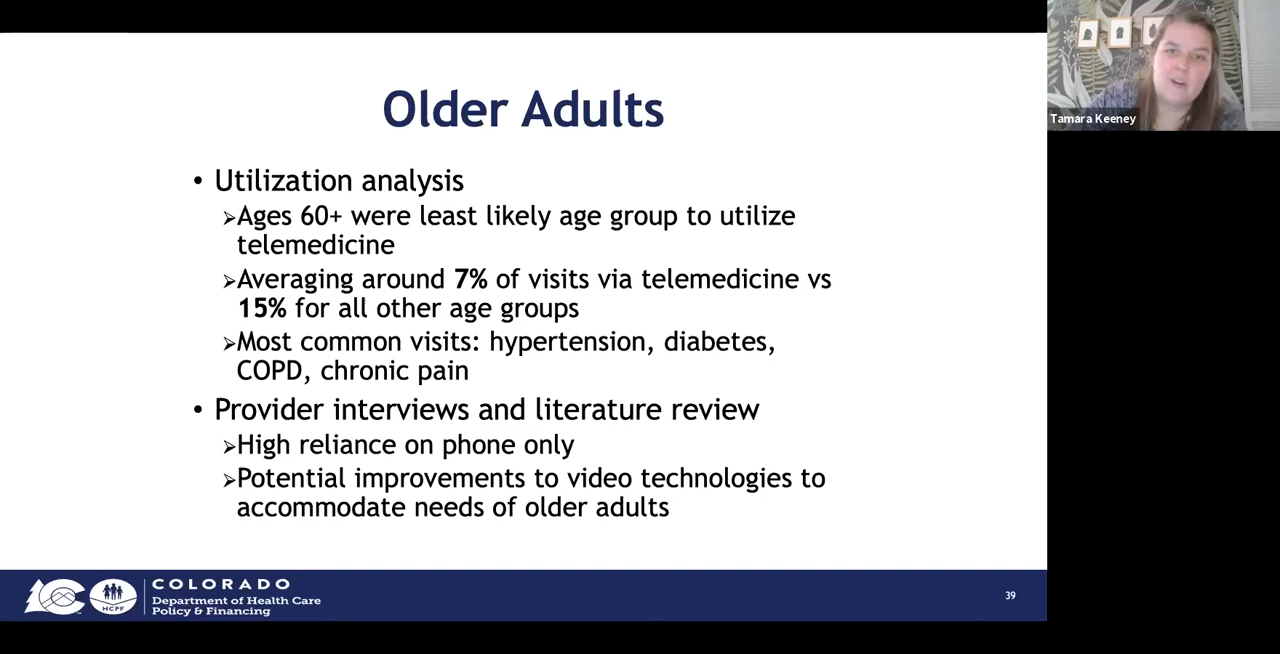 Older Adults
• Utilization analysis
➢Ages 60+ were least likely age group to utilize
telemedicine
➢Averaging around 7% of visits via telemedicine vs
15% for all other age groups
➢Most common visits: hypertension, diabetes,
COPD, chronic pain
• Provider interviews and literature review
➢High reliance on phone only
➢Potential improvements to video technologies to
accommodate needs of older adults
Tamara Keeney
HCPF
COLORADO
Department of Health Care
Policy & Financing
39